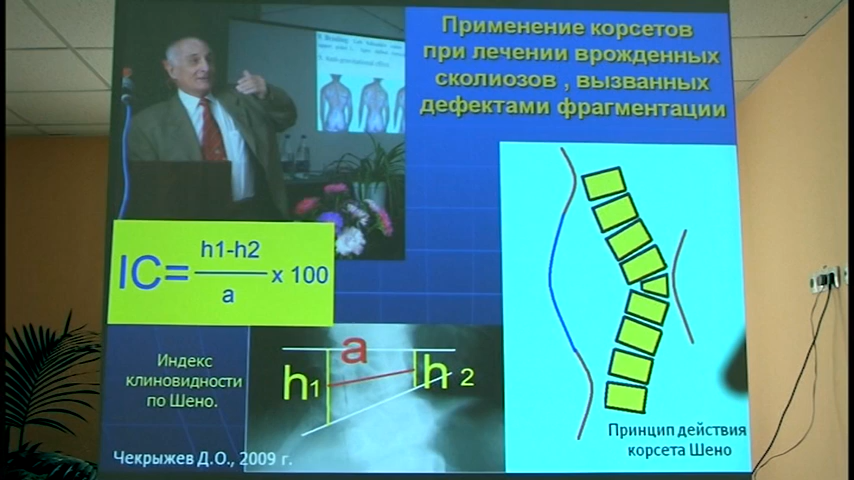 Применение корсетов
при лечении врожденных
сколиозов , вызванных
дефектами фрагментации
IC= h1-h2 / a x 100
a
h1
h 2
Индекс
клиновидности
по Шено.
Чекрыжев Д.О., 2009 г.
Принцип действия
корсета Шено